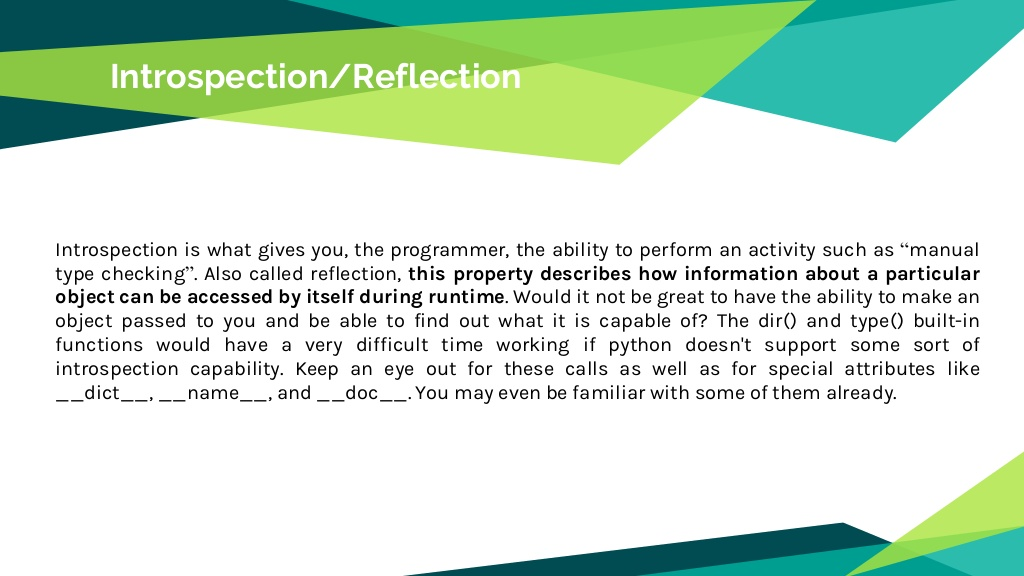 Introspection/Reflection
Introspection is what gives you, the programmer, the ability to perform an activity such as “manual
type checking”. Also called reflection, this property describes how information about a particular
object can be accessed by itself during runtime. Would it not be great to have the ability to make an
object passed to you and be able to find out what it is capable of? The dir() and type() built-in
functions would have a very difficult time working if python doesn't support some sort of
introspection capability. Keep an eye out for these calls as well as for special attributes like
__dict__, __name__, and __doc__. You may even be familiar with some of them already.